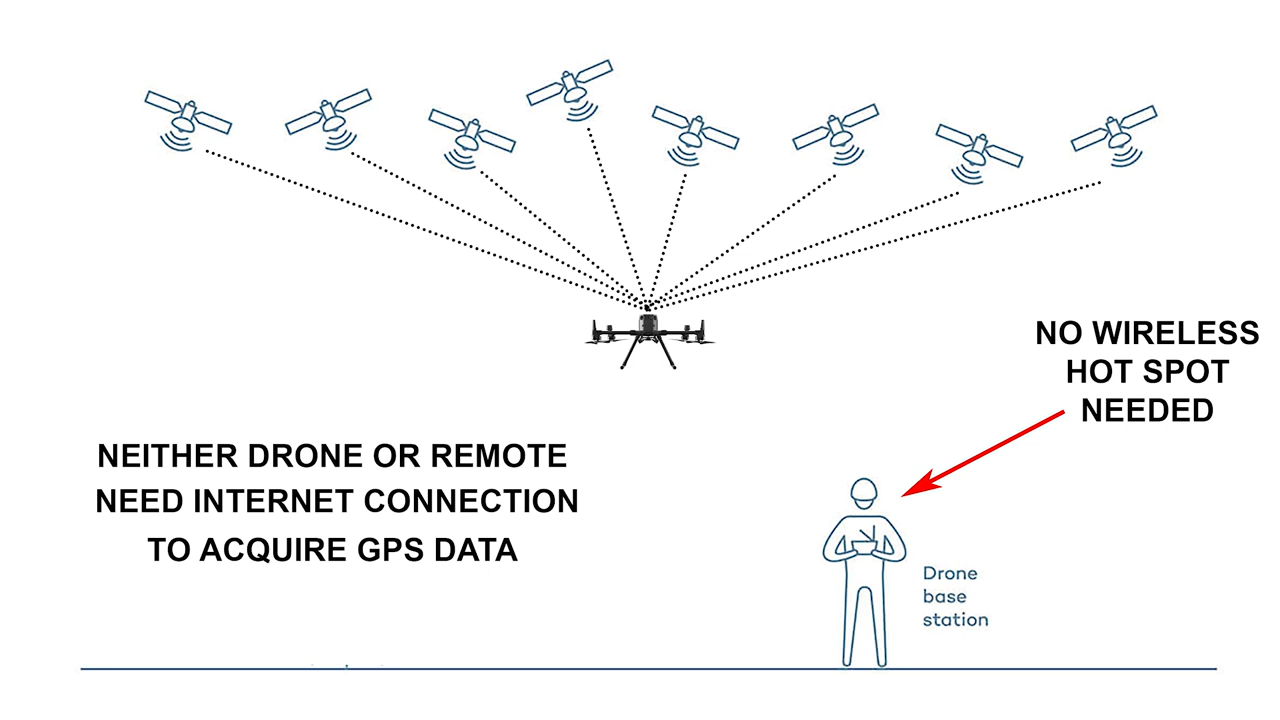 NO WIRELESS
HOT SPOT
NEEDED
NEITHER DRONE OR REMOTE
NEED INTERNET CONNECTION
TO ACQUIRE GPS DATA
Drone
base
station